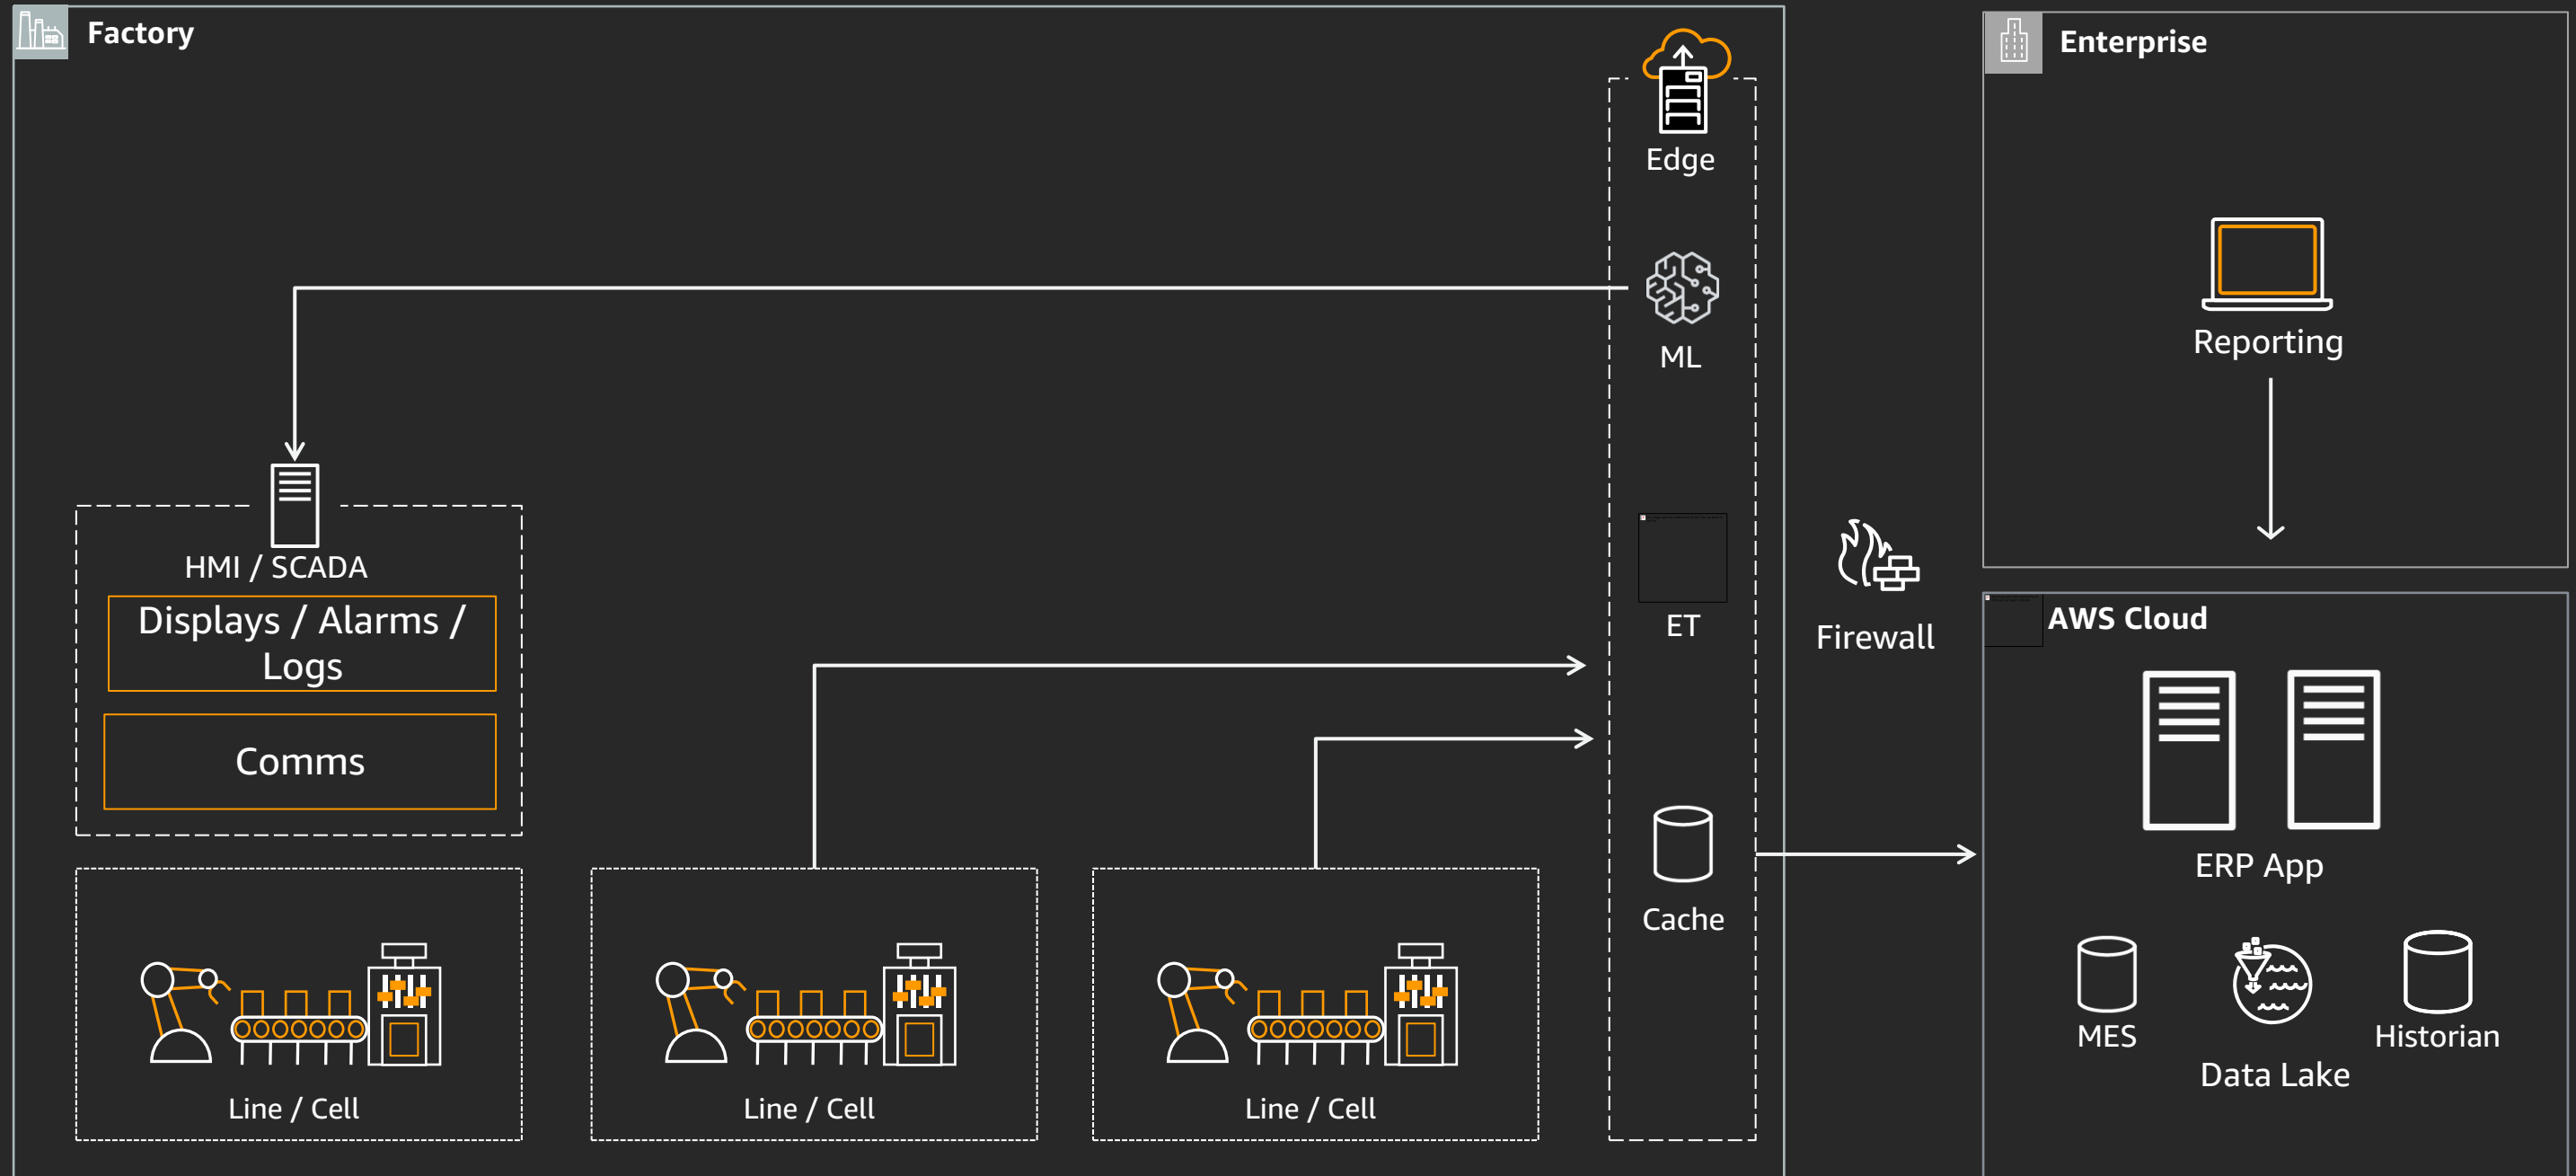 Factory
Edge
ML
HMI / SCADA
Displays / Alarms /
Logs
Comms
ET
Cache
Line / Cell
Line / Cell
Line / Cell
Firewall
Enterprise
Reporting
AWS Cloud
ERP App
MES
Data Lake
Historian